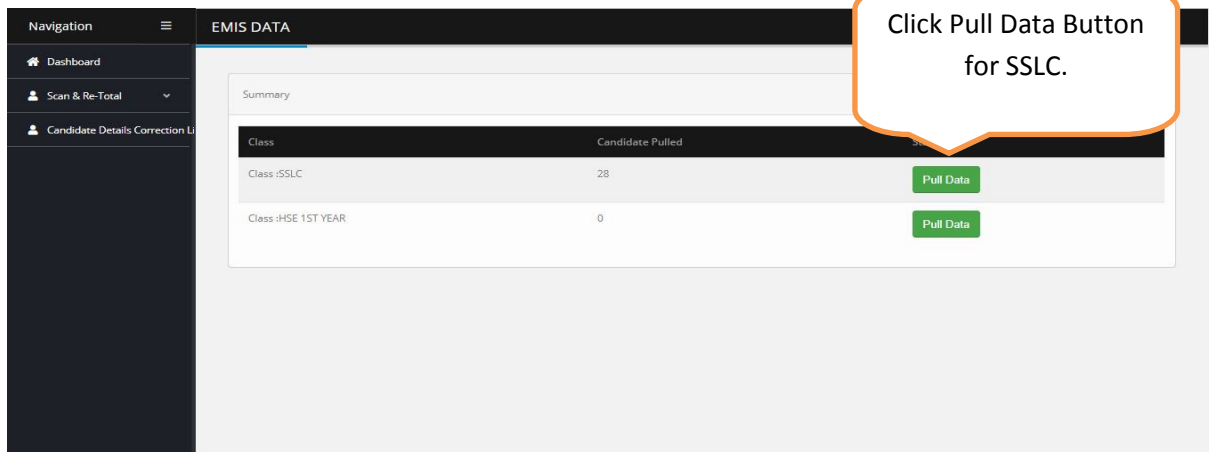 Navigation
EMIS DATA
Click Pull Data Button
for SSLC.
Dashboard
Scan & Re-Total
Candidate Details Correction Li
Summary
Class Candidate Pulled
Class :SSLC 28 Pull Data
Class :HSE 1ST YEAR 0 Pull Data